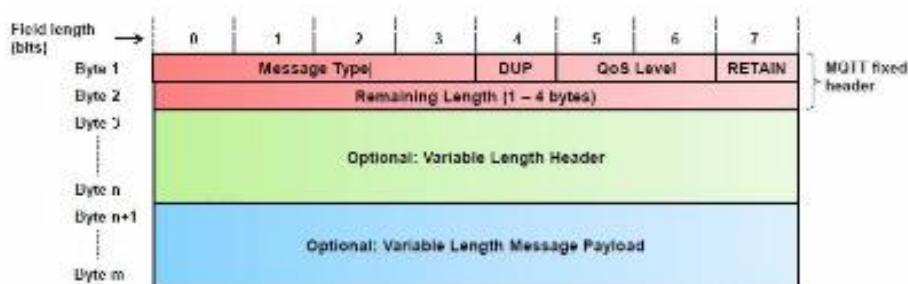 Field length
(bits)
0 1 2 3 4 5 6 7
Byte 1 Message Type DUP QoS Level RETAIN MQTT fixed
header
Byte 2 Remaining Length (1 – 4 bytes)
Byte 3
Optional: Variable Length Header
Byte n
Byte n+1
Optional: Variable Length Message Payload
Byte m